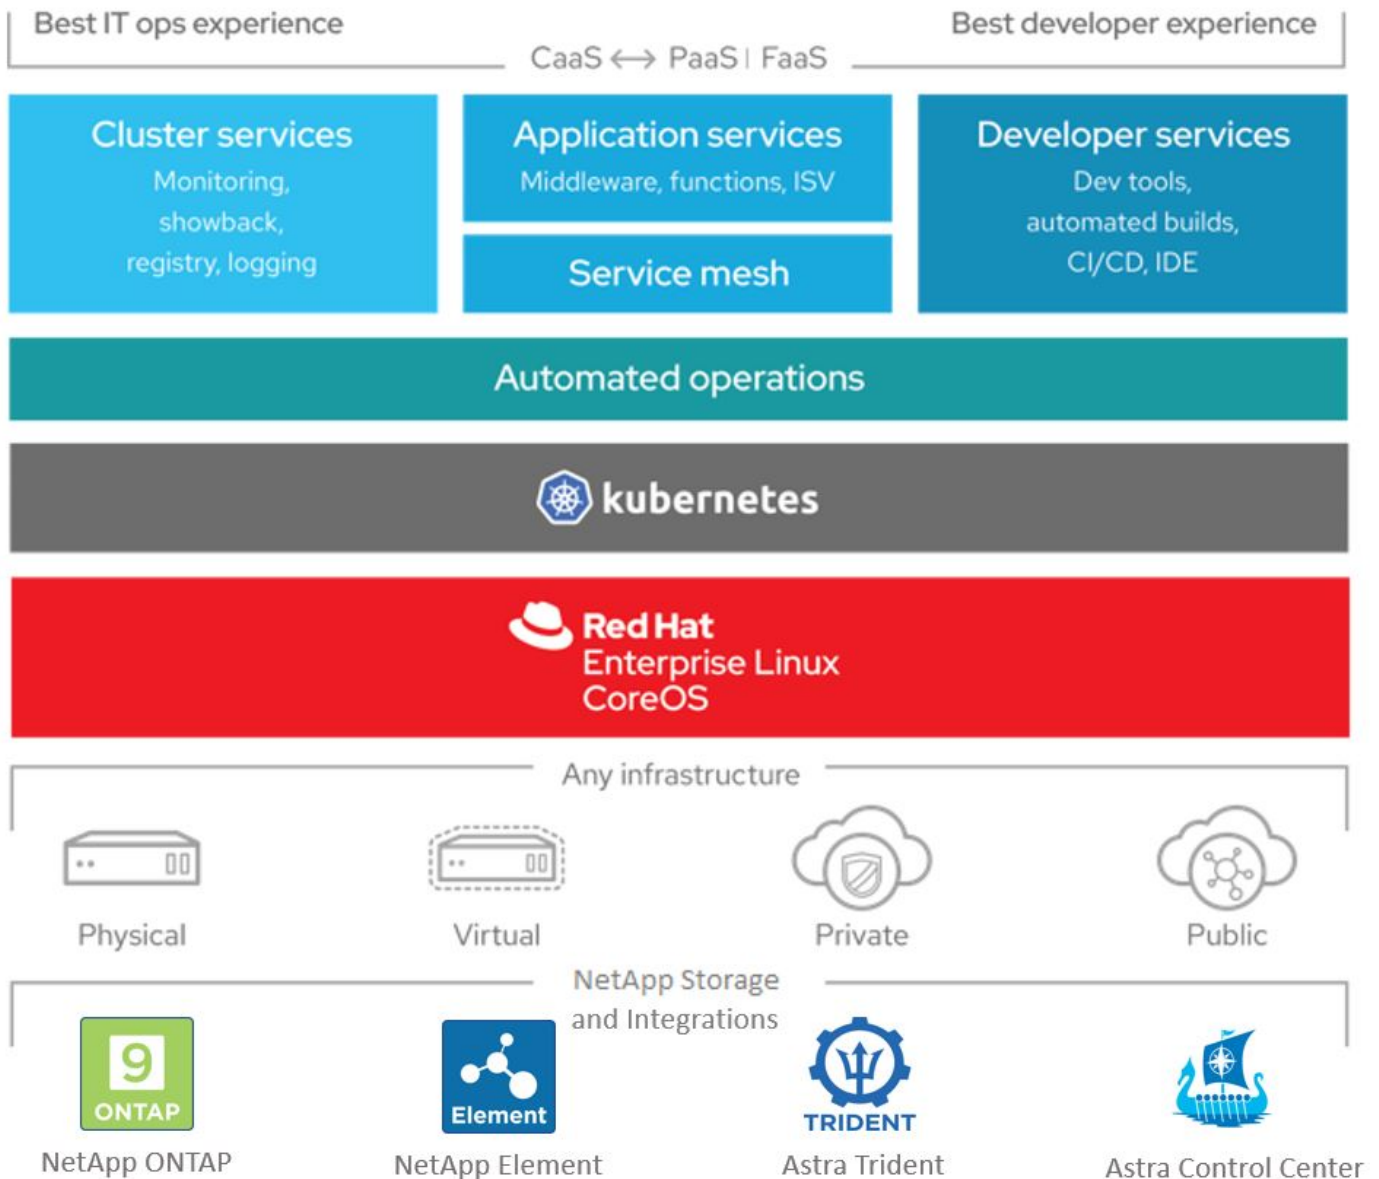 Best IT ops experience
Best developer experience
CaaS ↔ PaaS | FaaS
Cluster services
Monitoring,
showback,
registry, logging
Application services
Middleware, functions, ISV
Service mesh
Developer services
Dev tools,
automated builds,
CI/CD, IDE
Automated operations
kubernetes
Red Hat
Enterprise Linux
CoreOS
Any infrastructure
Physical
Virtual
Private
Public
NetApp Storage
and Integrations
9
ONTAP
NetApp ONTAP
Element
NetApp Element
TRIDENT
Astra Trident
Astra Control Center